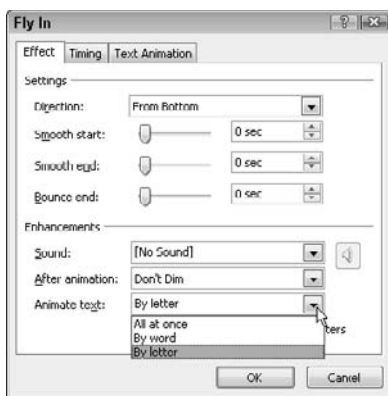 Fly In
Effect Timing Text Animation
Settings
Direction: From Bottom
Smooth start: 0 sec
Smooth end: 0 sec
Bounce end: 0 sec
Enhancements
Sound: [No Sound]
After animation: Don't Dim
Animate text: By letter
All at once
By word
By letter
OK Cancel